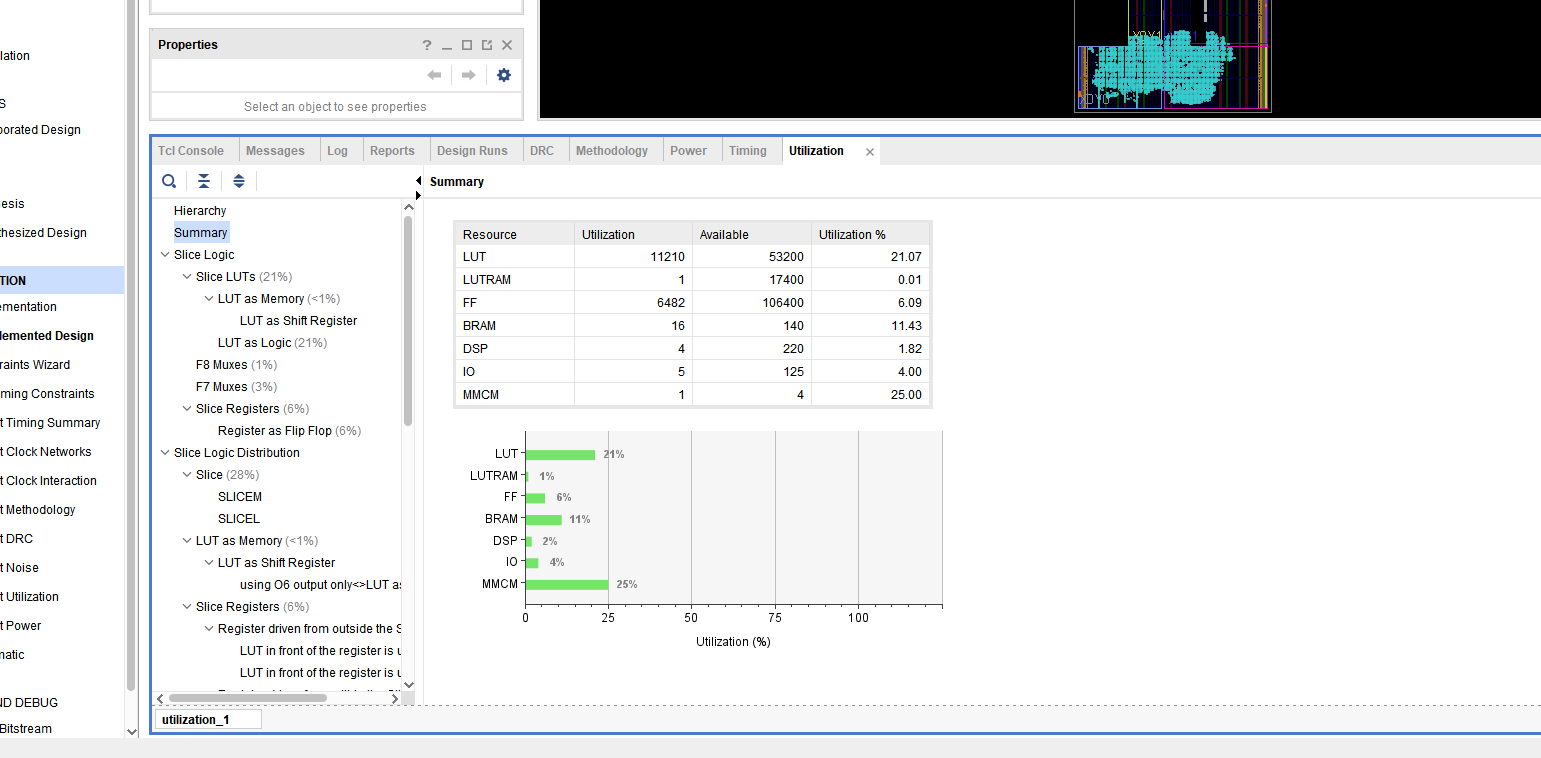 lation
S
borated Design
esis
thesized Design
TION
ementation
lemented Design
raints Wizard
ming Constraints
t Timing Summary
t Clock Networks
t Clock Interaction
t Methodology
t DRC
t Noise
t Utilization
t Power
matic
ND DEBUG
Bitstream
Properties
?
Select an object to see properties
X0Y1
X0Y0
Tcl Console Messages Log Reports Design Runs DRC Methodology Power Timing Utilization
Hierarchy
Summary
Slice Logic
Slice LUTs (21%)
LUT as Memory (<1%)
LUT as Shift Register
LUT as Logic (21%)
F8 Muxes (1%)
F7 Muxes (3%)
Slice Registers (6%)
Register as Flip Flop (6%)
Slice Logic Distribution
Slice (28%)
SLICEM
SLICEL
LUT as Memory (<1%)
LUT as Shift Register
using O6 output only<>LUT as
Slice Registers (6%)
Register driven from outside the S
LUT in front of the register is u
LUT in front of the register is u
Summary
Resource Utilization Available Utilization %
LUT 11210 53200 21.07
LUTRAM 1 17400 0.01
FF 6482 106400 6.09
BRAM 16 140 11.43
DSP 4 220 1.82
IO 5 125 4.00
MMCM 1 4 25.00
LUT 21%
LUTRAM 1%
FF 6%
BRAM 11%
DSP 2%
IO 4%
MMCM 25%
0 25 50 75 100
Utilization (%)
utilization_1